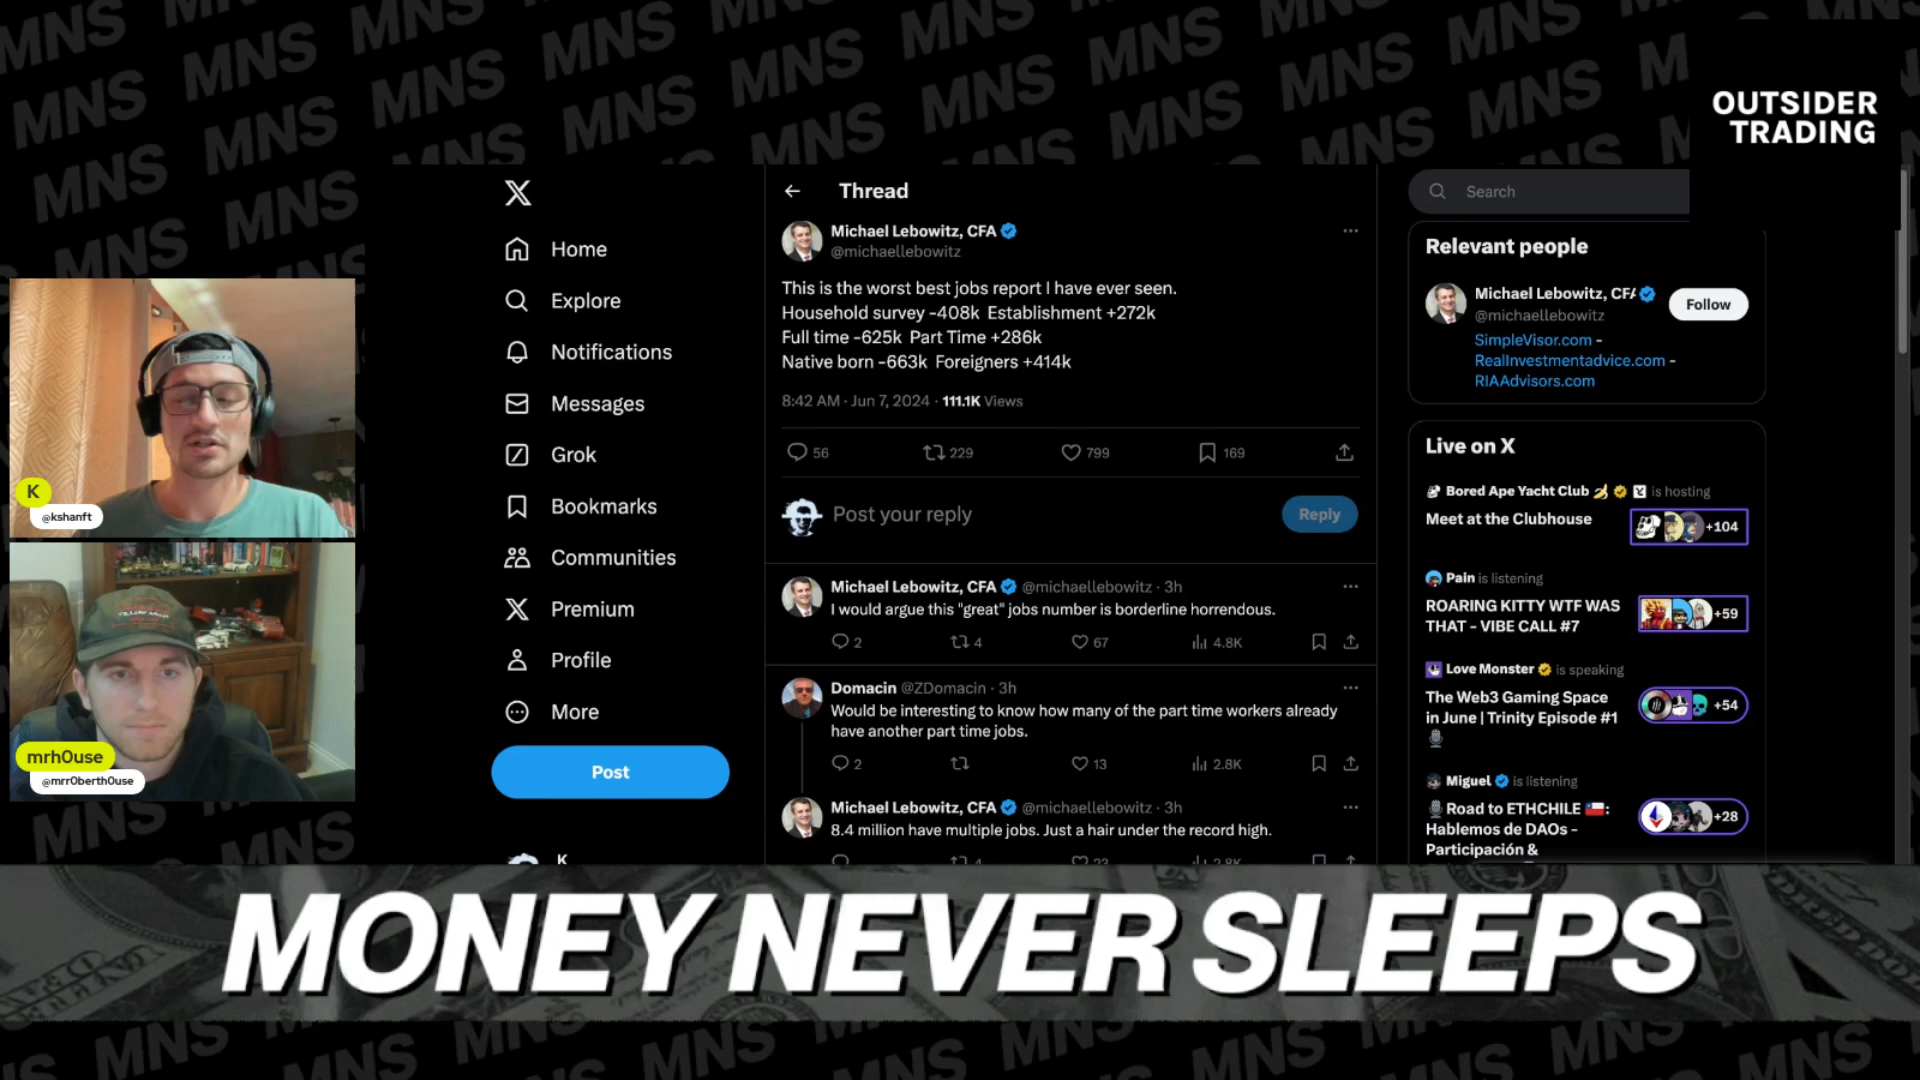 OUTSIDER
TRADING
X
Home
Explore
Notifications
Messages
Grok
Bookmarks
Communities
Premium
Profile
More
Post
K
Thread
Michael Lebowitz, CFA
@michaellebowitz
This is the worst best jobs report I have ever seen.
Household survey -408k Establishment +272k
Full time -625k Part Time +286k
Native born -663k Foreigners +414k
8:42 AM · Jun 7, 2024 · 111.1K Views
56 229 799 169
Post your reply
Reply
Michael Lebowitz, CFA @michaellebowitz · 3h
I would argue this "great" jobs number is borderline horrendous.
2 4 67 4.8K
Domacin @ZDomacin · 3h
Would be interesting to know how many of the part time workers already
have another part time jobs.
2 13 2.8K
Michael Lebowitz, CFA @michaellebowitz · 3h
8.4 million have multiple jobs. Just a hair under the record high.
4 23 2.8K
Search
Relevant people
Michael Lebowitz, CFA
@michaellebowitz
Follow
SimpleVisor.com -
RealInvestmentadvice.com -
RIAAdvisors.com
Live on X
Bored Ape Yacht Club is hosting
Meet at the Clubhouse
+104
Pain is listening
ROARING KITTY WTF WAS
THAT - VIBE CALL #7
+59
Love Monster is speaking
The Web3 Gaming Space
in June | Trinity Episode #1
+54
Miguel is listening
Road to ETHCHILE :
Hablemos de DAOs -
Participación &
+28
K
@kshanft
mrh0use
@mrr0berth0use
MONEY NEVER SLEEPS
MNS